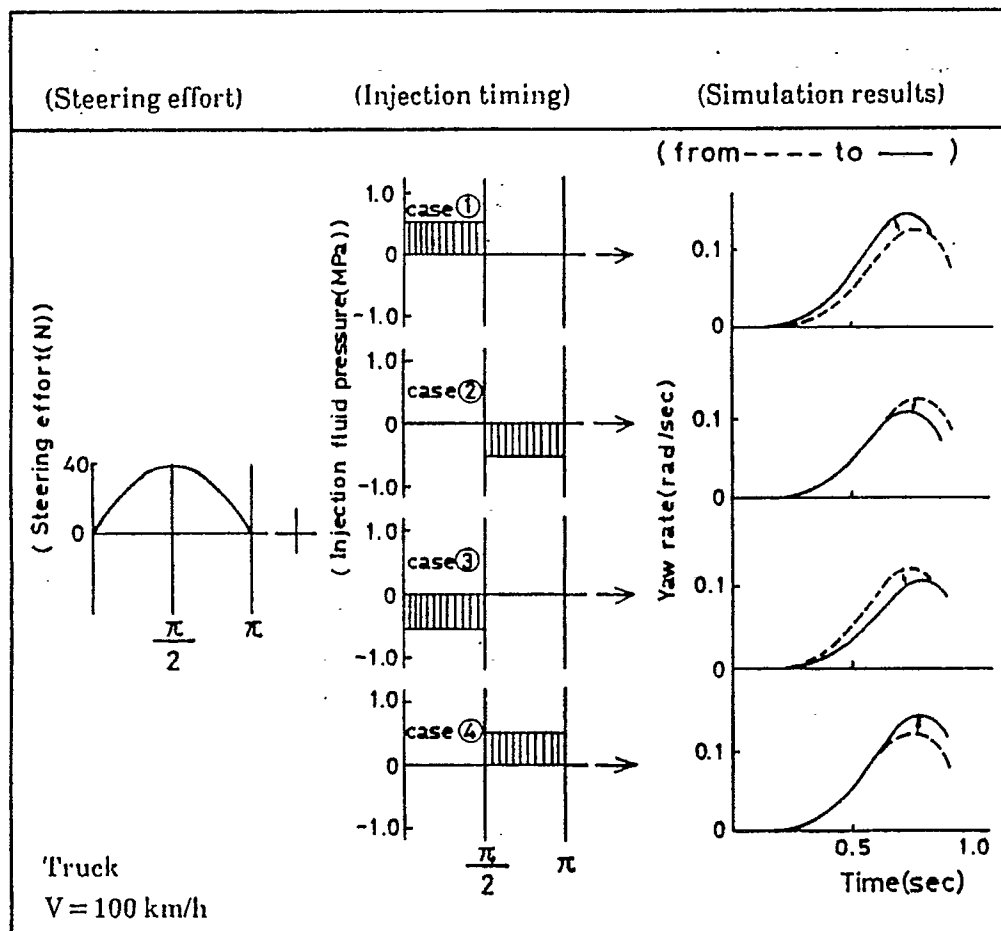 (Steering effort)
(Injection timing)
(Simulation results)
(from---- to —)
(Steering effort(N))
40
0
π/2
π
(Injection fluid pressure(MPa))
1.0
case①
0
-1.0
1.0
case②
0
-1.0
1.0
case③
0
-1.0
1.0
case④
0
-1.0
π/2
π
Yaw rate(rad/sec)
0.1
0
0.1
0
0.1
0
0.1
0
0.5
1.0
Time(sec)
Truck
V = 100 km/h